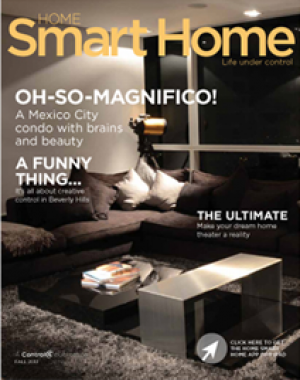 HOME
Smart Home
Life under control
OH-SO-MAGNIFICO!
A Mexico City
condo with brains
and beauty
A FUNNY
THING...
It's all about creative
control in Beverly Hills
THE ULTIMATE
Make your dream home
theater a reality
CLICK HERE TO GET
THE HOME SMART
HOME APP FOR IPAD
Control4
FALL